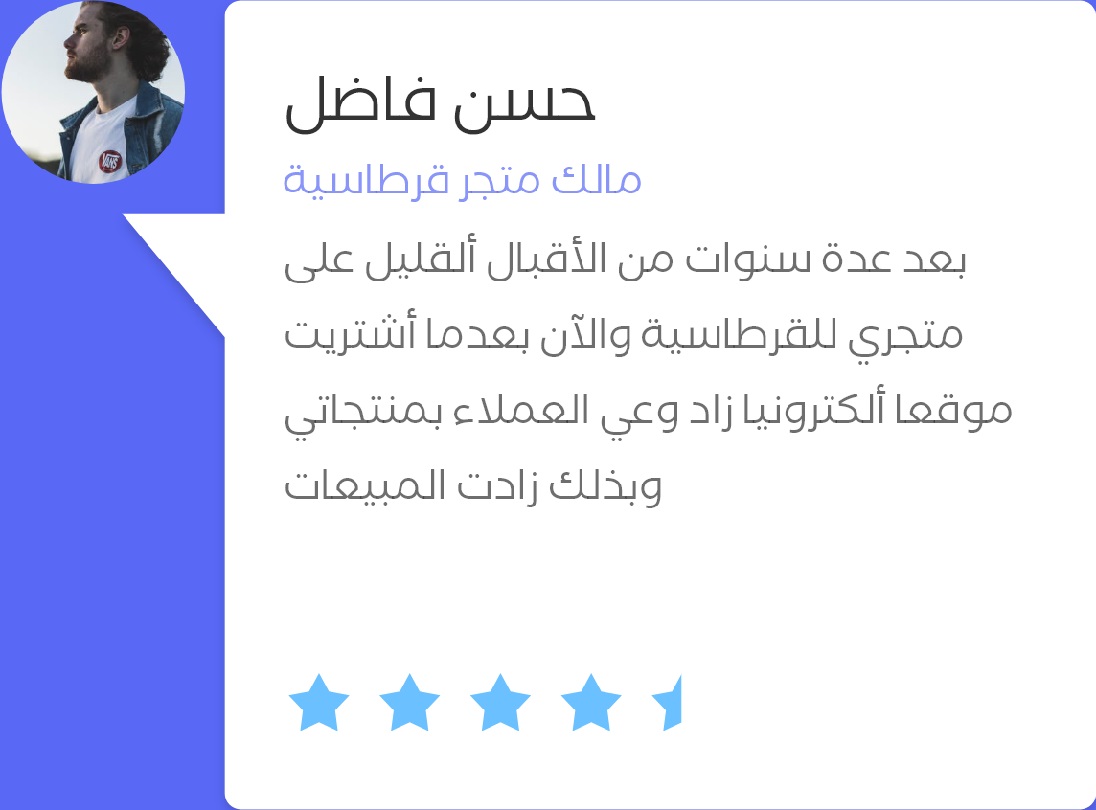 حسن فاضل
مالك متجر قرطاسية
بعد عدة سنوات من الأقبال ألقليل على
متجري للقرطاسية والآن بعدما أشتريت
موقعا ألكترونيا زاد وعي العملاء بمنتجاتي
وبذلك زادت المبيعات
VANS